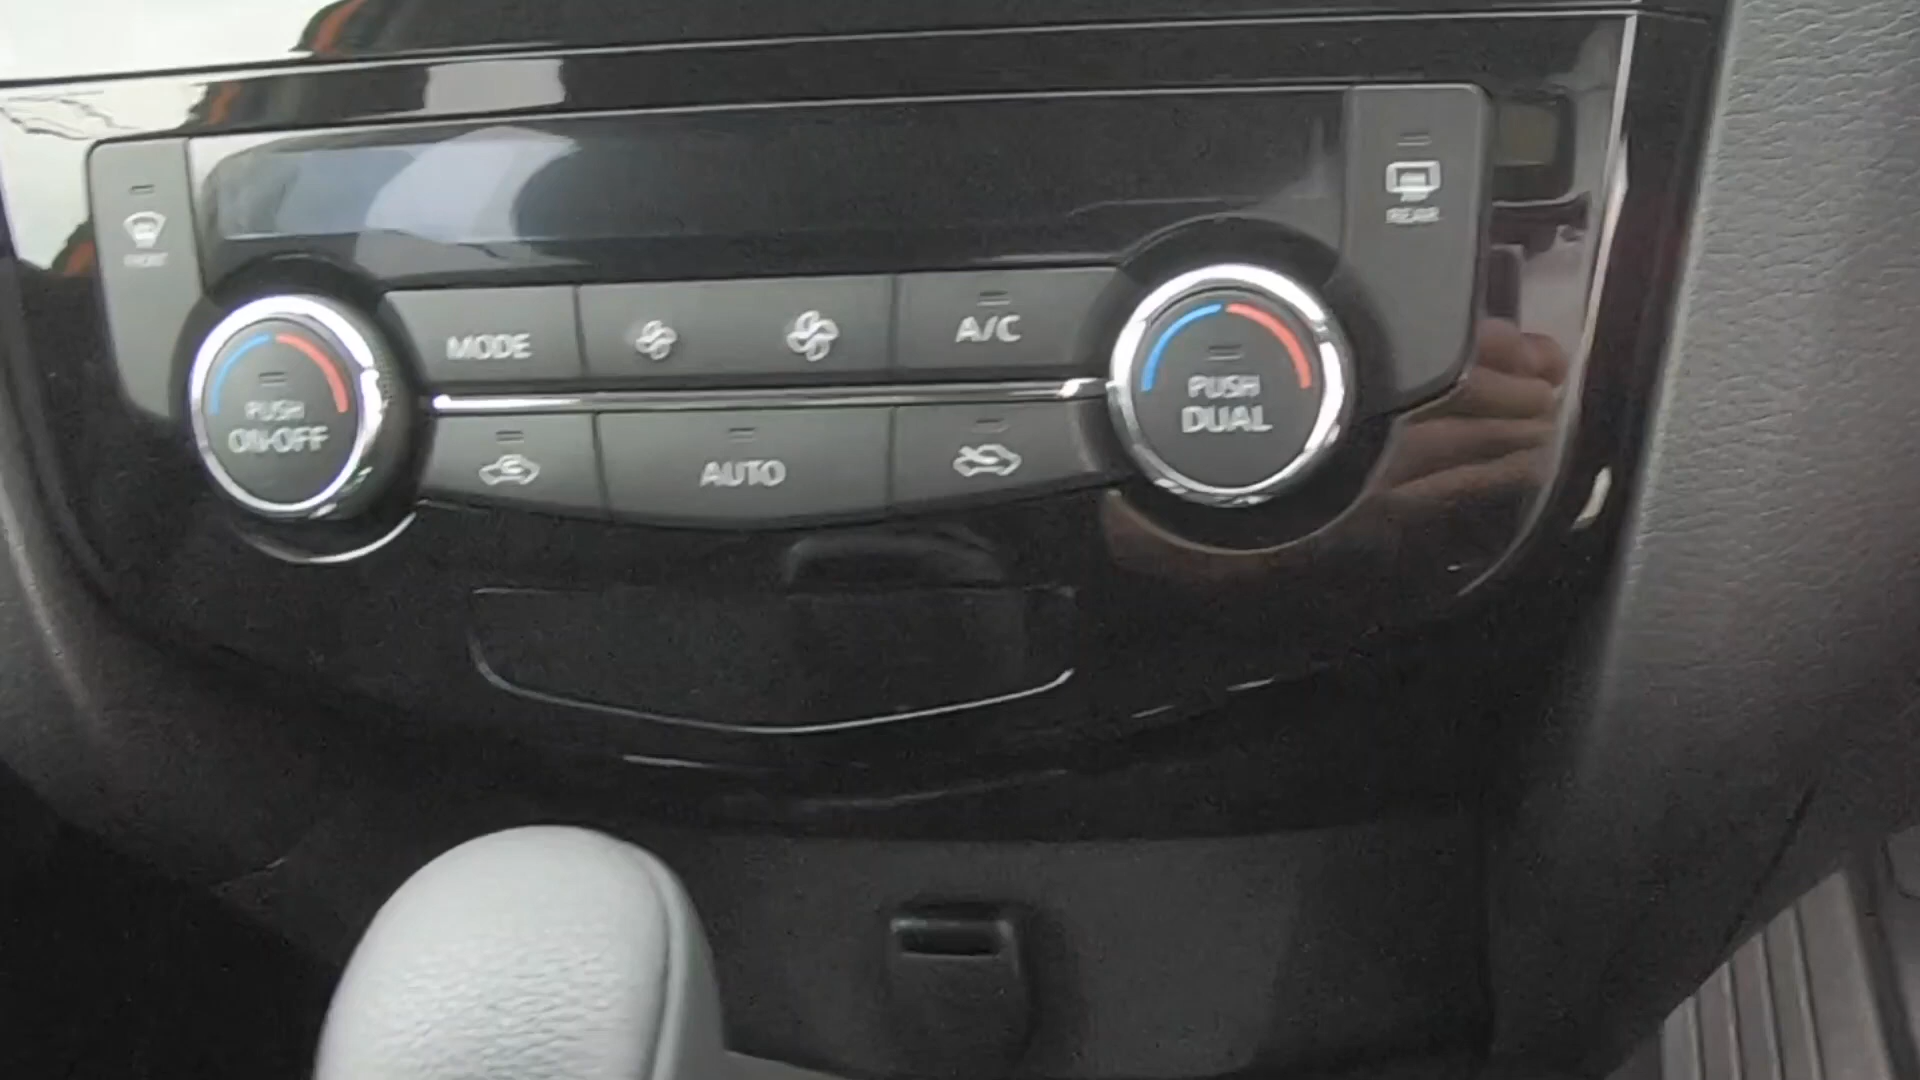 FRONT
REAR
MODE
A/C
PUSH
ON·OFF
PUSH
DUAL
AUTO